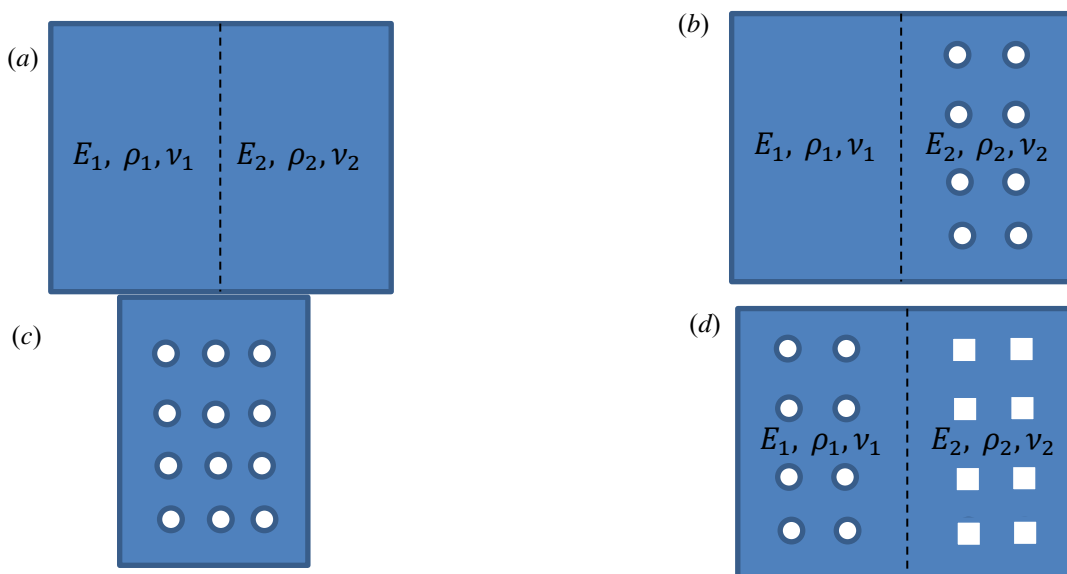 (a)
E₁, ρ₁, ν₁ E₂, ρ₂, ν₂
(b)
E₁, ρ₁, ν₁ E₂, ρ₂, ν₂
(c)
(d)
E₁, ρ₁, ν₁ E₂, ρ₂, ν₂